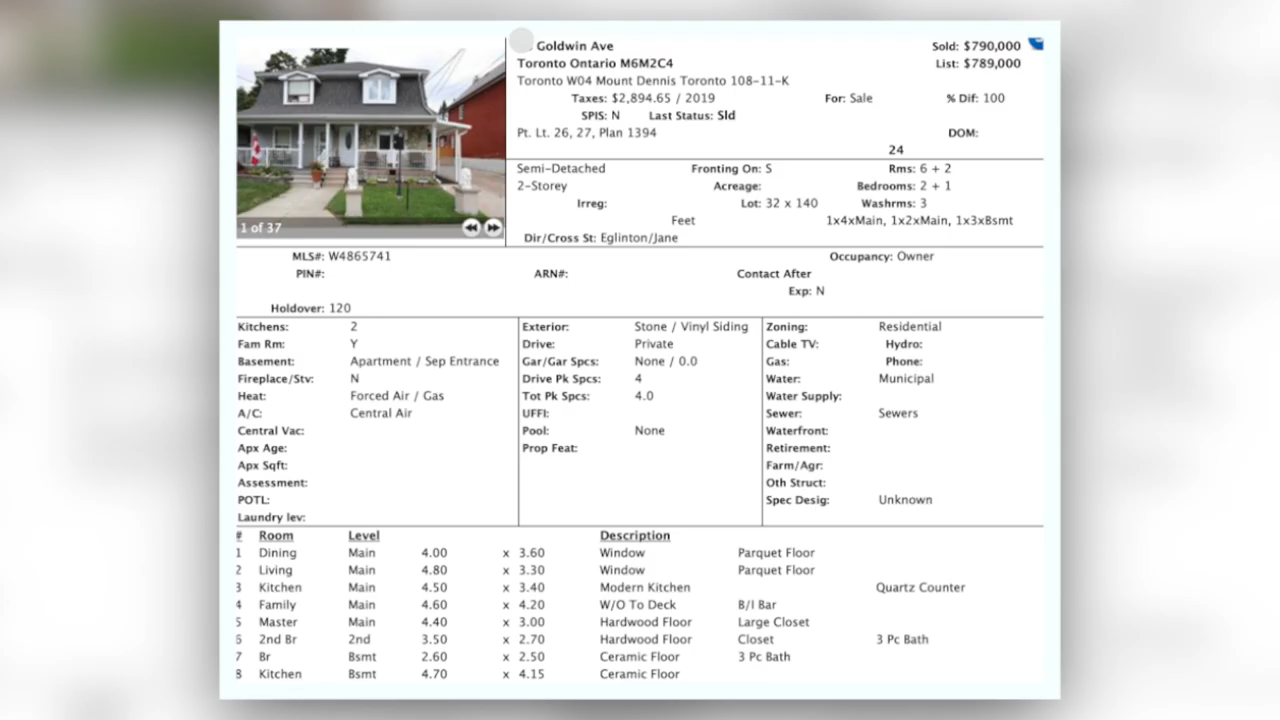 Goldwin Ave Sold: $790,000
Toronto Ontario M6M2C4 List: $789,000
Toronto W04 Mount Dennis Toronto 108-11-K
Taxes: $2,894.65 / 2019 For: Sale % Dif: 100
SPIS: N Last Status: Sld
Pt. Lt. 26, 27, Plan 1394 DOM:
24
Semi-Detached Fronting On: S Rms: 6 + 2
2-Storey Acreage: Bedrooms: 2 + 1
Irreg: Lot: 32 x 140 Washrms: 3
Feet 1x4xMain, 1x2xMain, 1x3xBsmt
1 of 37
Dir/Cross St: Eglinton/Jane
MLS#: W4865741 Occupancy: Owner
PIN#: ARN#: Contact After
Exp: N
Holdover: 120
Kitchens: 2 Exterior: Stone / Vinyl Siding Zoning: Residential
Fam Rm: Y Drive: Private Cable TV: Hydro:
Basement: Apartment / Sep Entrance Gar/Gar Spcs: None / 0.0 Gas: Phone:
Fireplace/Stv: N Drive Pk Spcs: 4 Water: Municipal
Heat: Forced Air / Gas Tot Pk Spcs: 4.0 Water Supply:
A/C: Central Air UFFI: Sewer: Sewers
Central Vac: Pool: None Waterfront:
Apx Age: Prop Feat: Retirement:
Apx Sqft: Farm/Agr:
Assessment: Oth Struct:
POTL: Spec Desig: Unknown
Laundry lev:
# Room Level Description
1 Dining Main 4.00 x 3.60 Window Parquet Floor
2 Living Main 4.80 x 3.30 Window Parquet Floor
3 Kitchen Main 4.50 x 3.40 Modern Kitchen Quartz Counter
4 Family Main 4.60 x 4.20 W/O To Deck B/I Bar
5 Master Main 4.40 x 3.00 Hardwood Floor Large Closet
6 2nd Br 2nd 3.50 x 2.70 Hardwood Floor Closet 3 Pc Bath
7 Br Bsmt 2.60 x 2.50 Ceramic Floor 3 Pc Bath
8 Kitchen Bsmt 4.70 x 4.15 Ceramic Floor